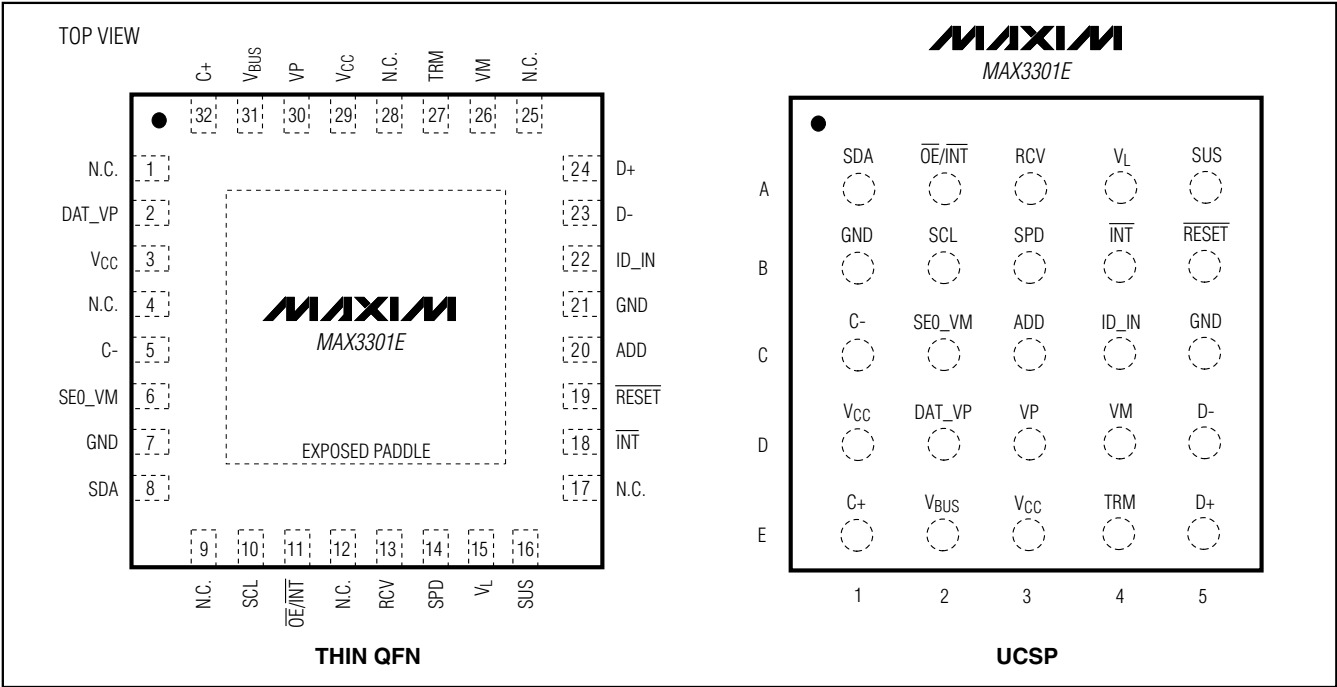 TOP VIEW
C+ VBUS VP VCC N.C. TRM VM N.C.
32 31 30 29 28 27 26 25
N.C. 1
DAT_VP 2
VCC 3
N.C. 4
C- 5
SE0_VM 6
GND 7
SDA 8
24 D+
23 D-
22 ID_IN
21 GND
20 ADD
19 RESET
18 INT
17 N.C.
MAXIM
MAX3301E
EXPOSED PADDLE
9 10 11 12 13 14 15 16
N.C. SCL OE/INT N.C. RCV SPD VL SUS
THIN QFN
MAXIM
MAX3301E
SDA OE/INT RCV VL SUS
A
GND SCL SPD INT RESET
B
C- SE0_VM ADD ID_IN GND
C
VCC DAT_VP VP VM D-
D
C+ VBUS VCC TRM D+
E
1 2 3 4 5
UCSP